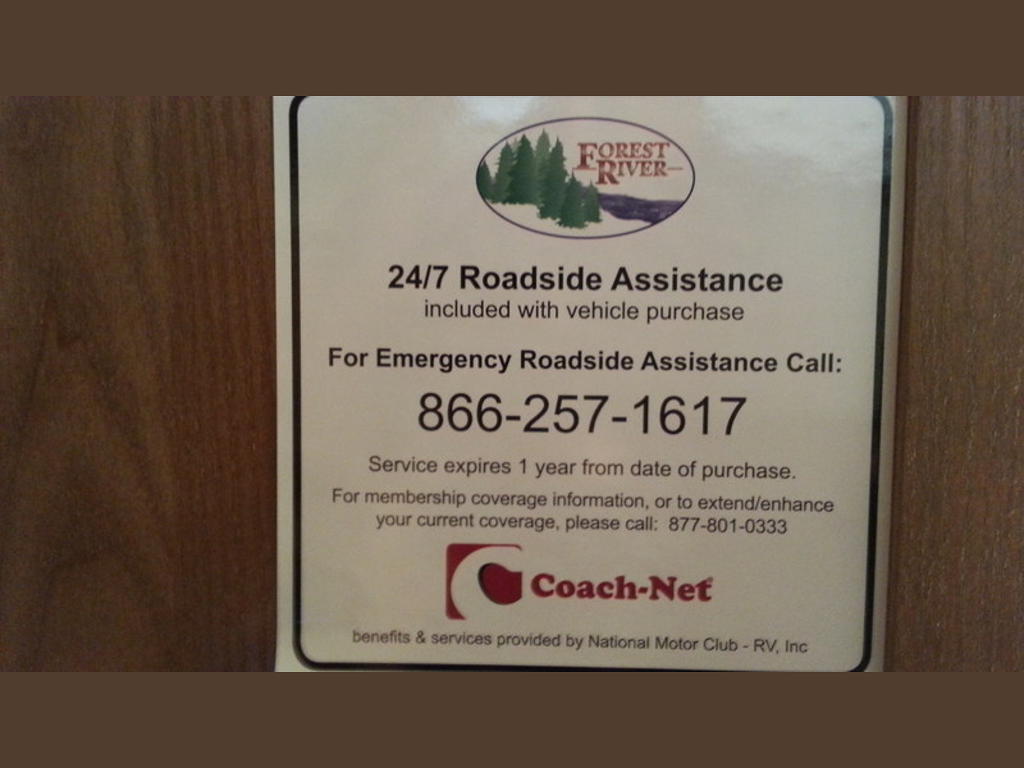 FOREST
RIVER
24/7 Roadside Assistance
included with vehicle purchase
For Emergency Roadside Assistance Call:
866-257-1617
Service expires 1 year from date of purchase.
For membership coverage information, or to extend/enhance
your current coverage, please call: 877-801-0333
Coach-Net
benefits & services provided by National Motor Club - RV, Inc